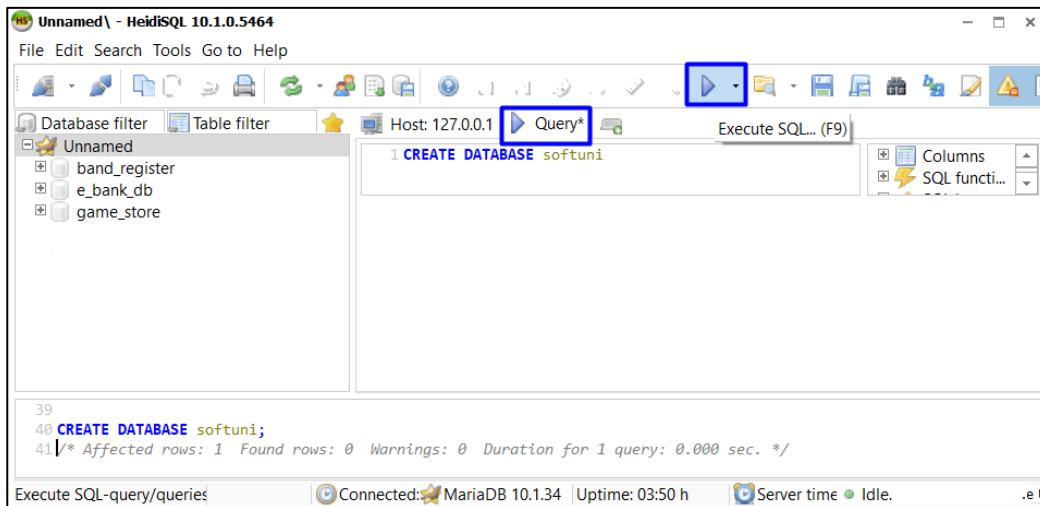 Unnamed\ - HeidiSQL 10.1.0.5464
File Edit Search Tools Go to Help
Database filter Table filter
Host: 127.0.0.1 Query*
Execute SQL... (F9)
Unnamed
band_register
e_bank_db
game_store
1 CREATE DATABASE softuni
Columns
SQL functi...
39
40 CREATE DATABASE softuni;
41 /* Affected rows: 1 Found rows: 0 Warnings: 0 Duration for 1 query: 0.000 sec. */
Execute SQL-query/queries Connected: MariaDB 10.1.34 Uptime: 03:50 h Server time Idle.